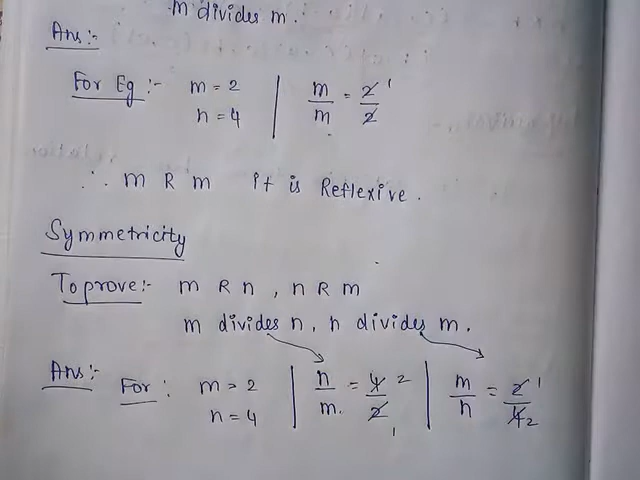 m divides m.
Ans:-
For Eg :- m = 2 | m/m = 2/2 1
n = 4
∴ m R m it is Reflexive.
Symmetricity
To prove:- m R n , n R m
m divides n, n divides m.
Ans:- For : m = 2 | n/m. = 4/2 2 1 | m/n = 2/4 1 2
n = 4